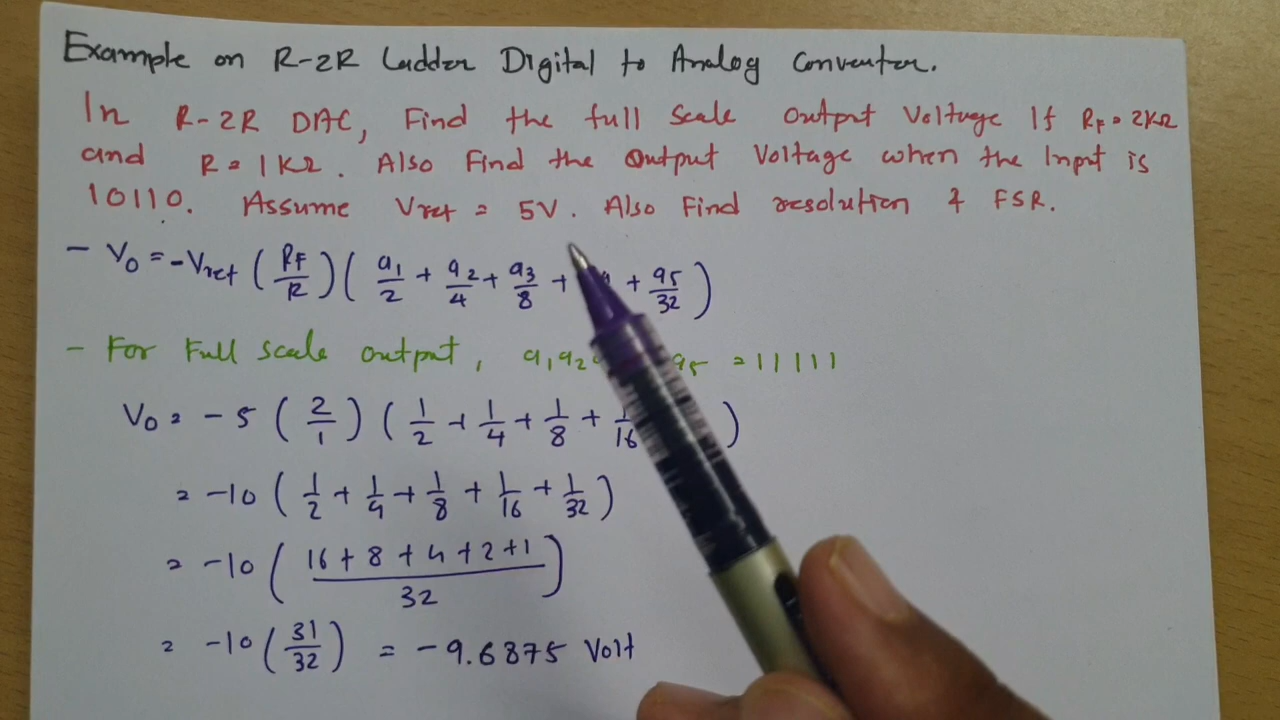 Example on R-2R Ladder Digital to Analog Converter.
In R-2R DAC, Find the full Scale Output Voltage If RF = 2KΩ
and R = 1KΩ. Also Find the Output Voltage when the Input is
10110. Assume Vref = 5V. Also Find resolution & FSR.
- V0 = -Vref (RF/R) (a1/2 + a2/4 + a3/8 + + a5/32)
- For Full Scale output, a1a2 a5 = 11111
V0 = -5 (2/1) (1/2 + 1/4 + 1/8 + 1/16 )
= -10 (1/2 + 1/4 + 1/8 + 1/16 + 1/32)
= -10 (16+8+4+2+1/32)
= -10 (31/32) = -9.6875 Volt